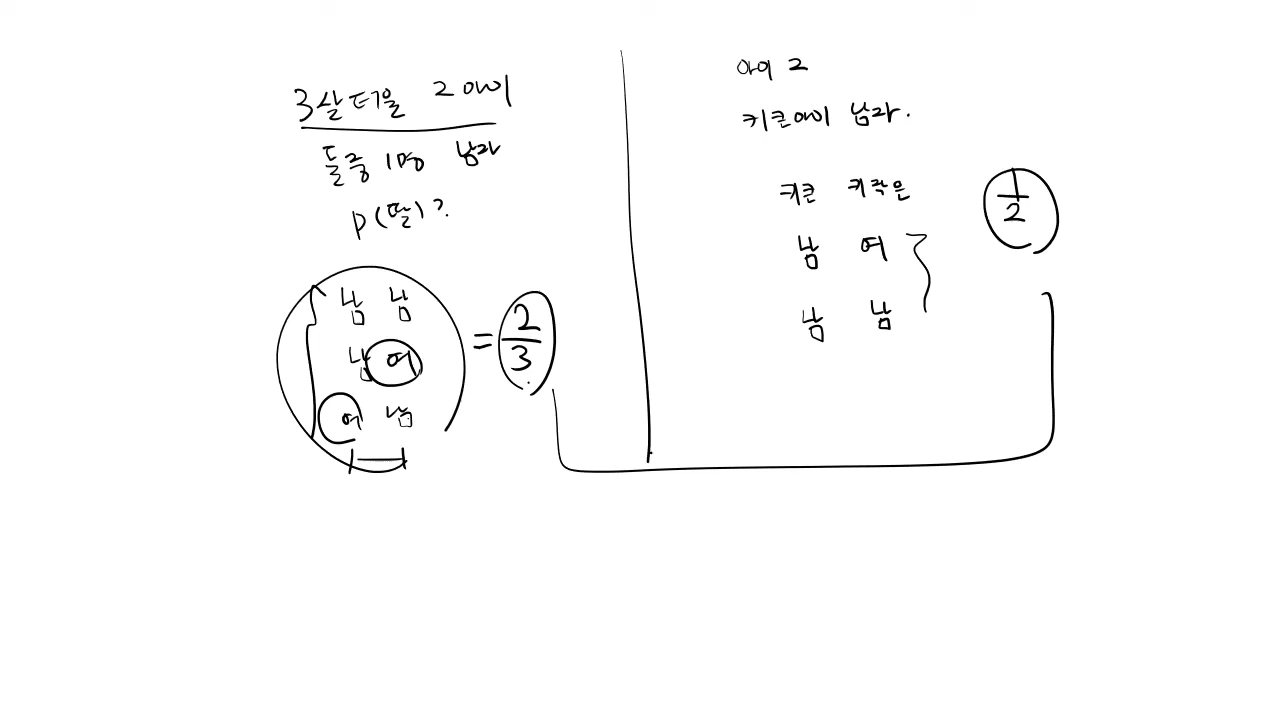 3살 터울 2아이
둘중 1명 남자
P(딸)?
남 남
남 여
여 남
= 2/3
아이 2
키큰아이 남자.
키큰 키작은
남 여
남 남
1/2